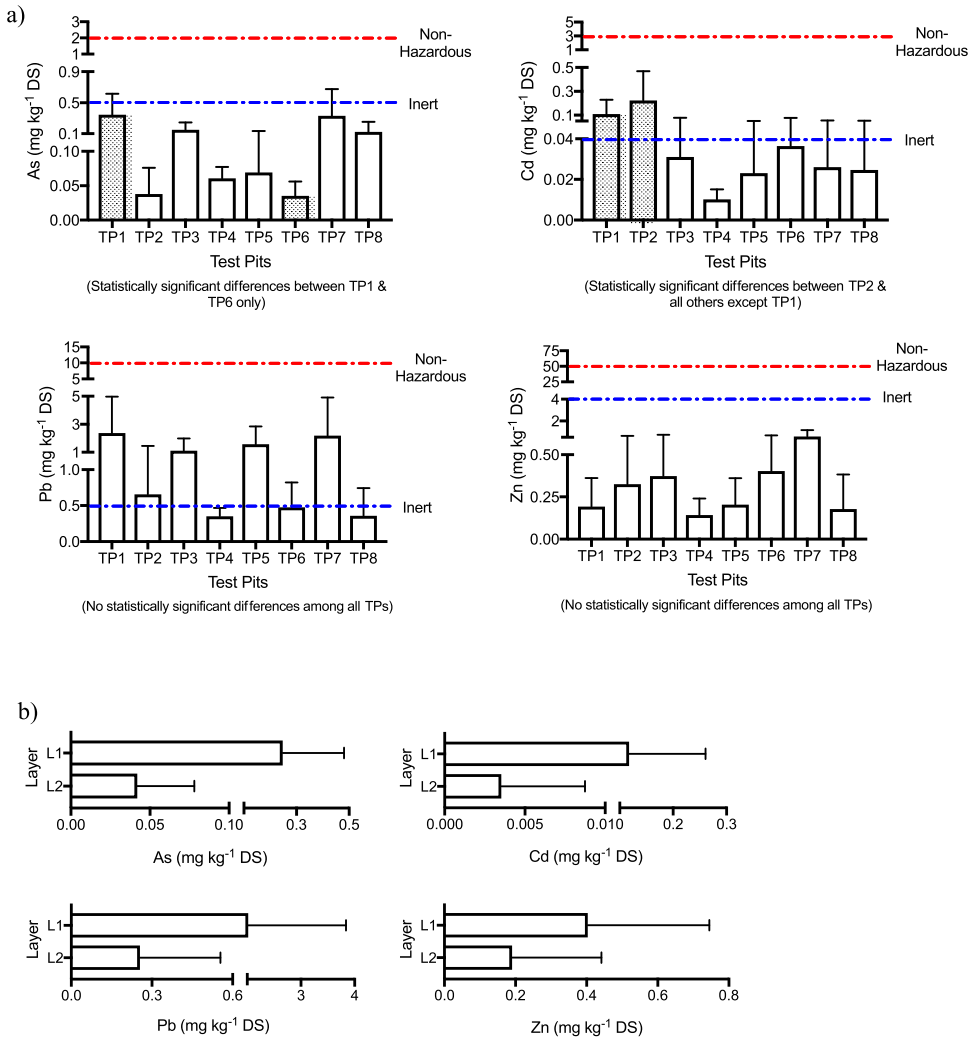 a)
3
2
1
0.9
0.5
0.1
0.10
0.05
0.00
As (mg kg-1 DS)
Non-
Hazardous
Inert
TP1 TP2 TP3 TP4 TP5 TP6 TP7 TP8
Test Pits
(Statistically significant differences between TP1 &
TP6 only)
5
3
1
0.5
0.3
0.1
0.04
0.02
0.00
Cd (mg kg-1 DS)
Non-
Hazardous
Inert
TP1 TP2 TP3 TP4 TP5 TP6 TP7 TP8
Test Pits
(Statistically significant differences between TP2 &
all others except TP1)
15
10
5
5
3
1
1.0
0.5
0.0
Pb (mg kg-1 DS)
Non-
Hazardous
Inert
TP1 TP2 TP3 TP4 TP5 TP6 TP7 TP8
Test Pits
(No statistically significant differences among all TPs)
75
50
25
4
2
0.50
0.25
0.00
Zn (mg kg-1 DS)
Non-
Hazardous
Inert
TP1 TP2 TP3 TP4 TP5 TP6 TP7 TP8
Test Pits
(No statistically significant differences among all TPs)
b)
Layer
L1
L2
0.00 0.05 0.10 0.3 0.5
As (mg kg-1 DS)
Layer
L1
L2
0.000 0.005 0.010 0.2 0.3
Cd (mg kg-1 DS)
Layer
L1
L2
0.0 0.3 0.6 3 4
Pb (mg kg-1 DS)
Layer
L1
L2
0.0 0.2 0.4 0.6 0.8
Zn (mg kg-1 DS)